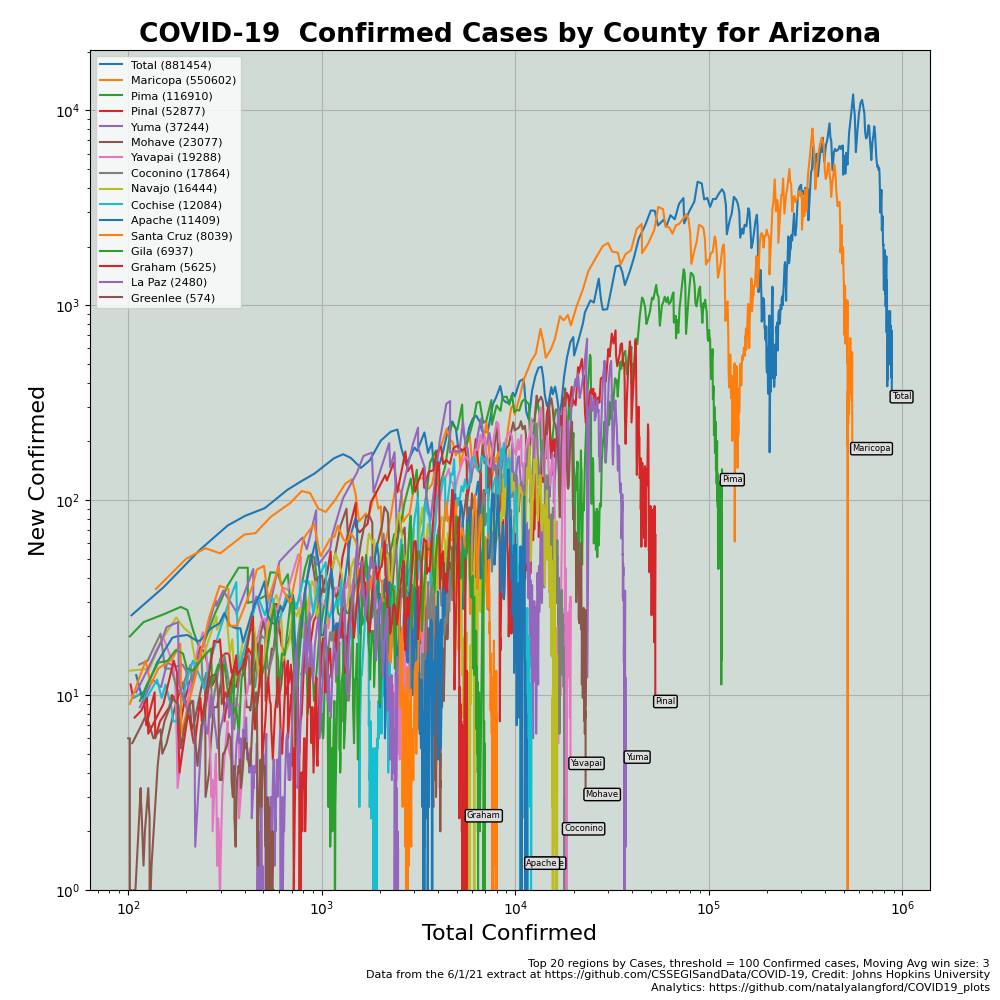 COVID-19  Confirmed Cases by County for Arizona
Total (881454)
Maricopa (550602)
Pima (116910)
Pinal (52877)
Yuma (37244)
Mohave (23077)
Yavapai (19288)
Coconino (17864)
Navajo (16444)
Cochise (12084)
Apache (11409)
Santa Cruz (8039)
Gila (6937)
Graham (5625)
La Paz (2480)
Greenlee (574)
New Confirmed
10⁴
10³
10²
10¹
10⁰
Total
Maricopa
Pima
Pinal
Yuma
Yavapai
Mohave
Graham
Coconino
Apache
10²
10³
10⁴
10⁵
10⁶
Total Confirmed
Top 20 regions by Cases, threshold = 100 Confirmed cases, Moving Avg win size: 3
Data from the 6/1/21 extract at https://github.com/CSSEGISandData/COVID-19, Credit: Johns Hopkins University
Analytics: https://github.com/natalyalangford/COVID19_plots